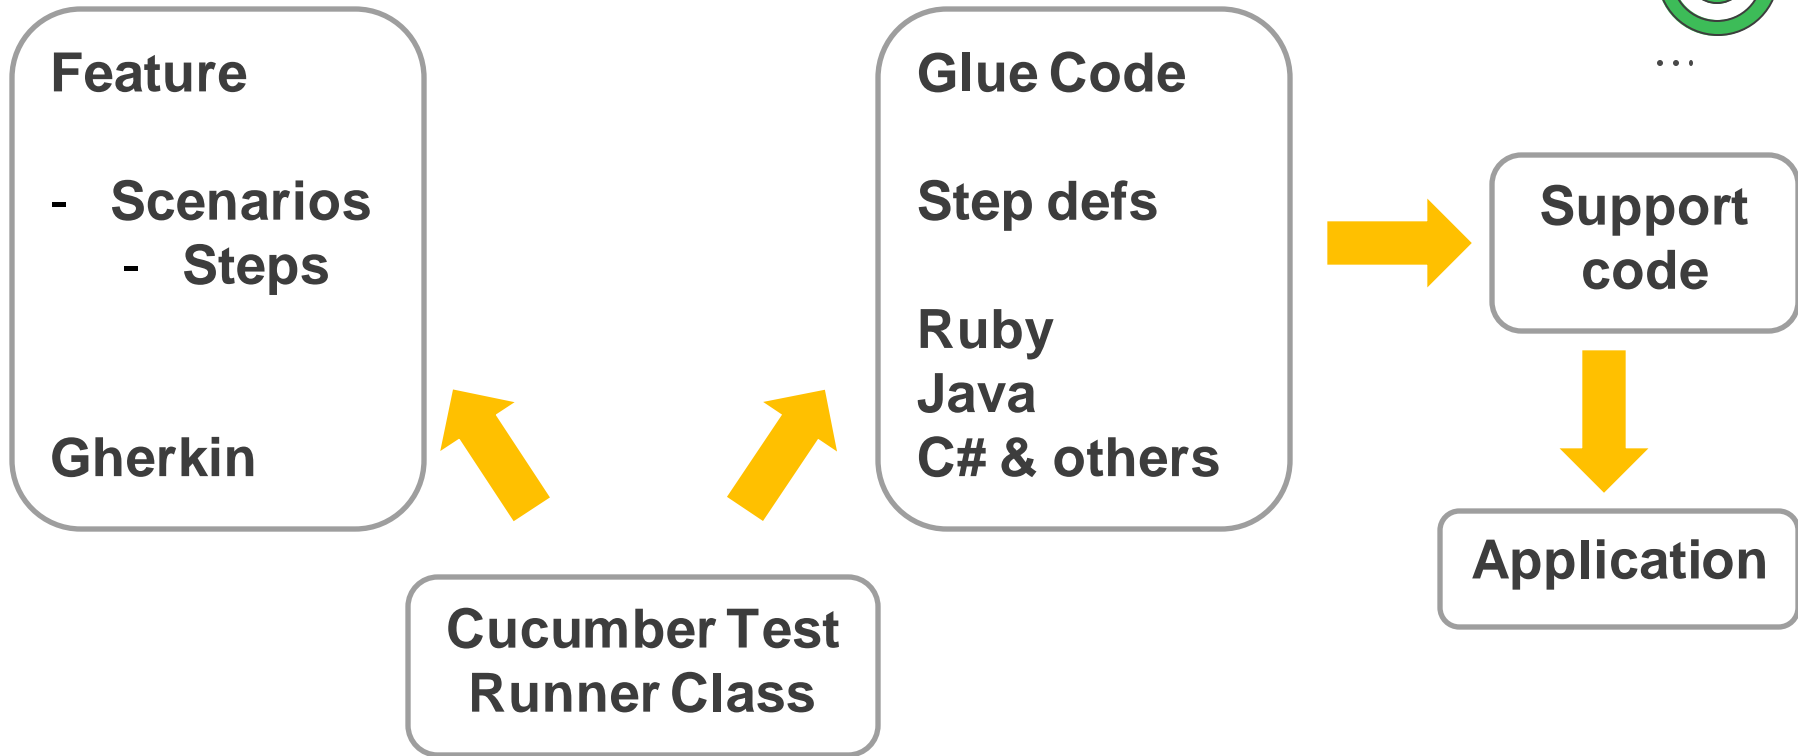 Feature
- Scenarios
- Steps
Gherkin
Glue Code
Step defs
Ruby
Java
C# & others
...
Support
code
Application
Cucumber Test
Runner Class